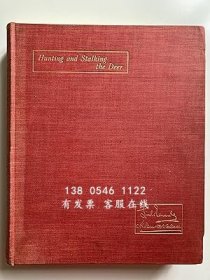 Hunting and Stalking
the Deer
138 0546 1122
有发票 客服在线